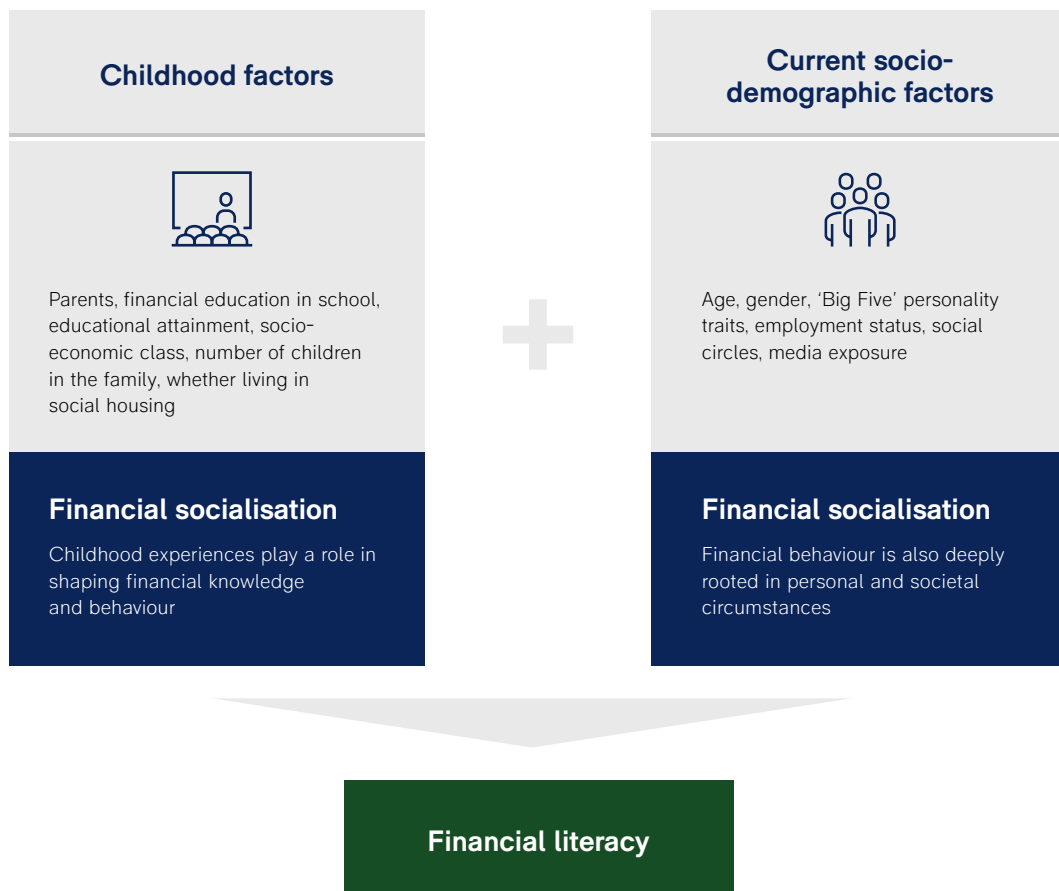 Childhood factors
Parents, financial education in school,
educational attainment, socio-
economic class, number of children
in the family, whether living in
social housing
Financial socialisation
Childhood experiences play a role in
shaping financial knowledge
and behaviour
Current socio-
demographic factors
Age, gender, ‘Big Five’ personality
traits, employment status, social
circles, media exposure
Financial socialisation
Financial behaviour is also deeply
rooted in personal and societal
circumstances
Financial literacy